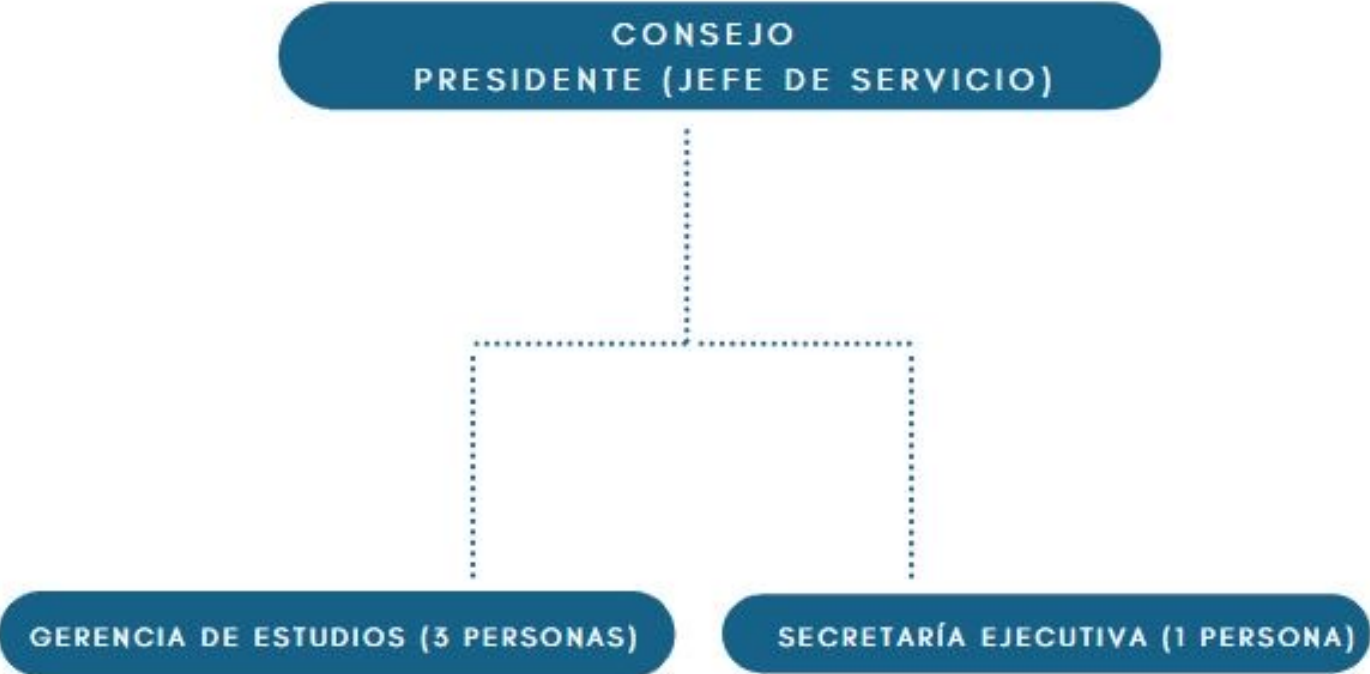 CONSEJO
PRESIDENTE (JEFE DE SERVICIO)
GERENCIA DE ESTUDIOS (3 PERSONAS)
SECRETARÍA EJECUTIVA (1 PERSONA)